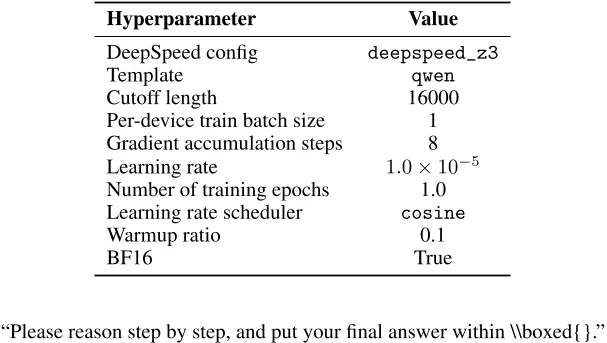 Hyperparameter Value
DeepSpeed config deepspeed_z3
Template qwen
Cutoff length 16000
Per-device train batch size 1
Gradient accumulation steps 8
Learning rate 1.0 × 10⁻⁵
Number of training epochs 1.0
Learning rate scheduler cosine
Warmup ratio 0.1
BF16 True
“Please reason step by step, and put your final answer within \\boxed{}.”